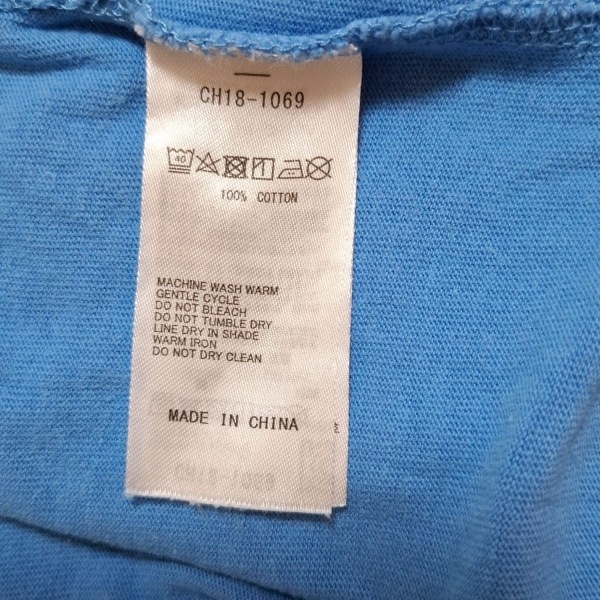 CH18-1069
40
100% COTTON
MACHINE WASH WARM
GENTLE CYCLE
DO NOT BLEACH
DO NOT TUMBLE DRY
LINE DRY IN SHADE
WARM IRON
DO NOT DRY CLEAN
MADE IN CHINA